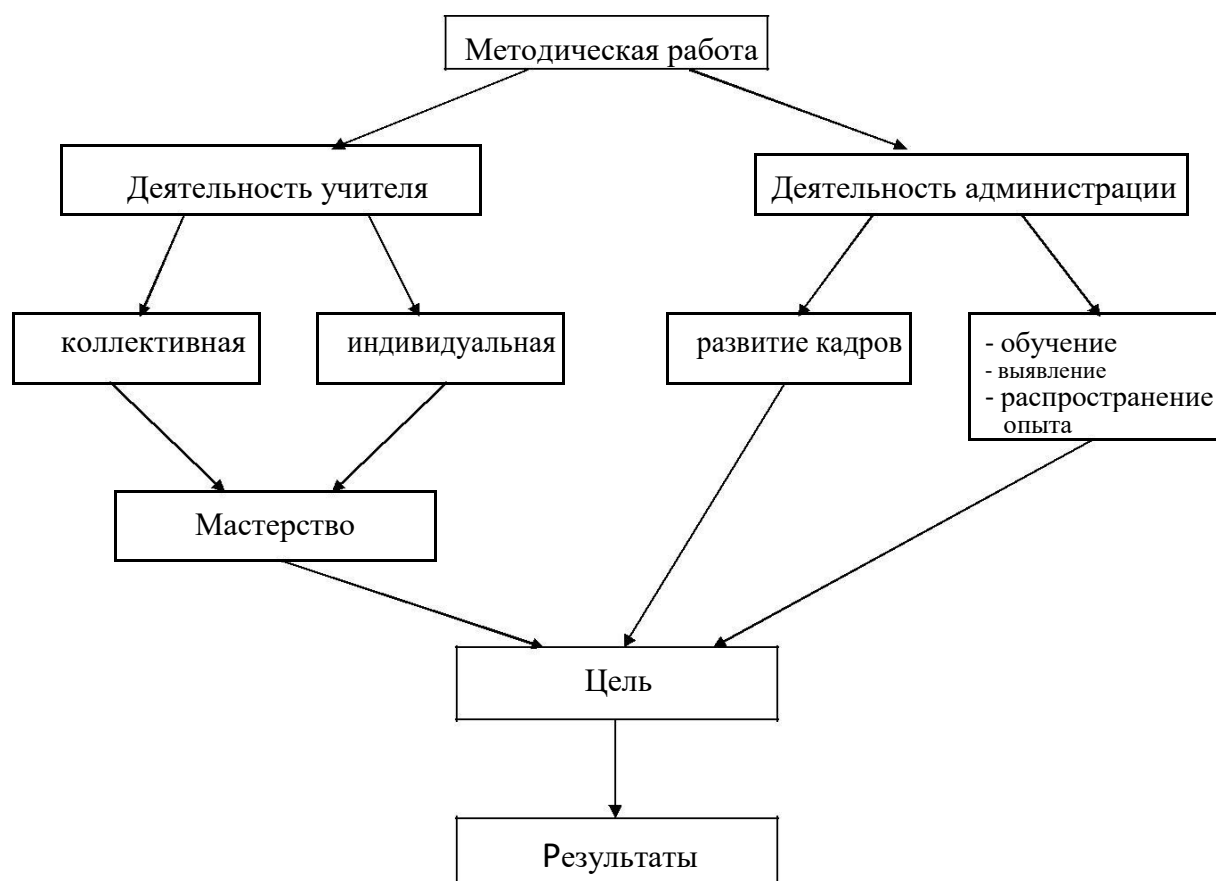 Методическая работа
Деятельность учителя
Деятельность администрации
коллективная
индивидуальная
развитие кадров
- обучение
- выявление
- распространение
опыта
Мастерство
Цель
Результаты